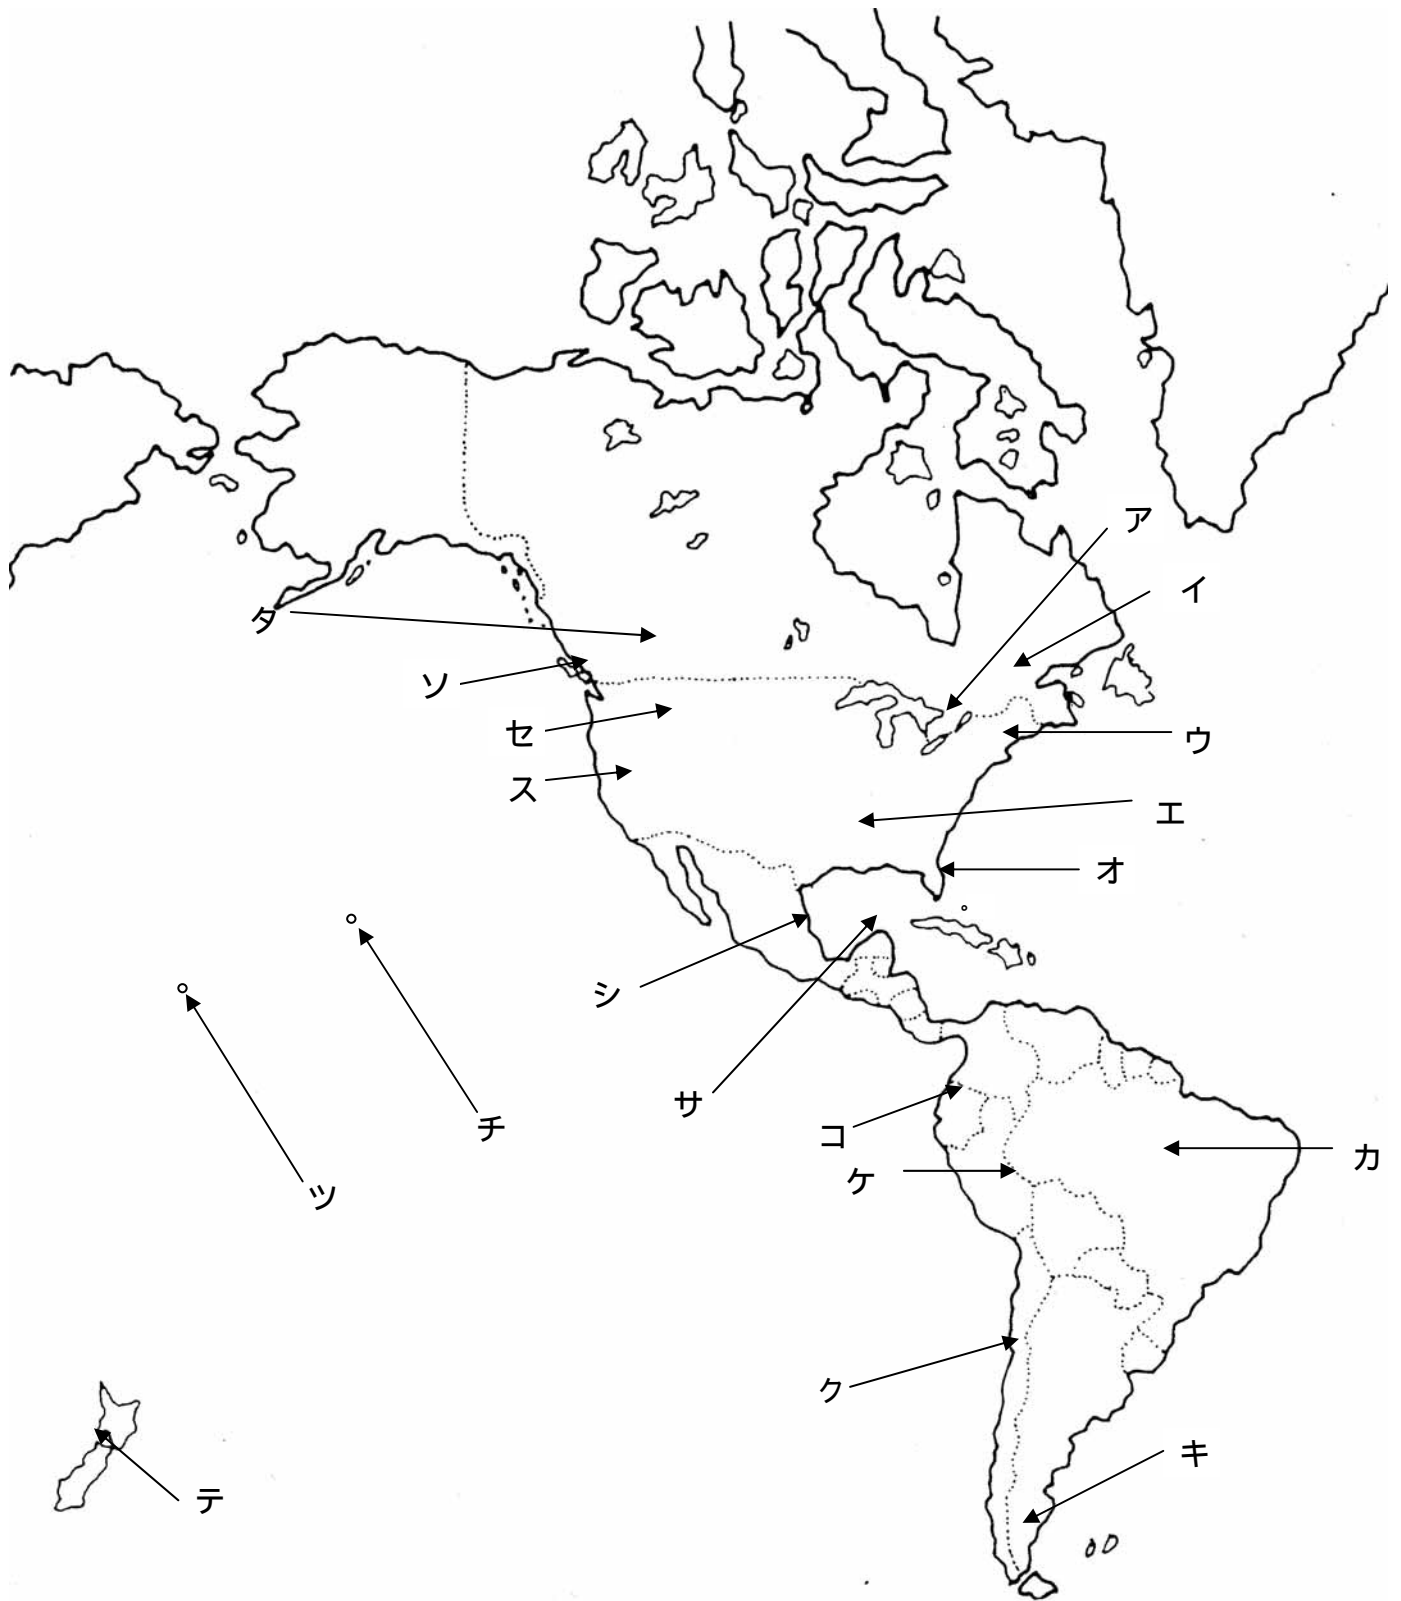 ア
イ
タ
ソ
セ
ウ
ス
エ
オ
シ
サ
チ
コ
カ
ケ
ツ
ク
キ
テ